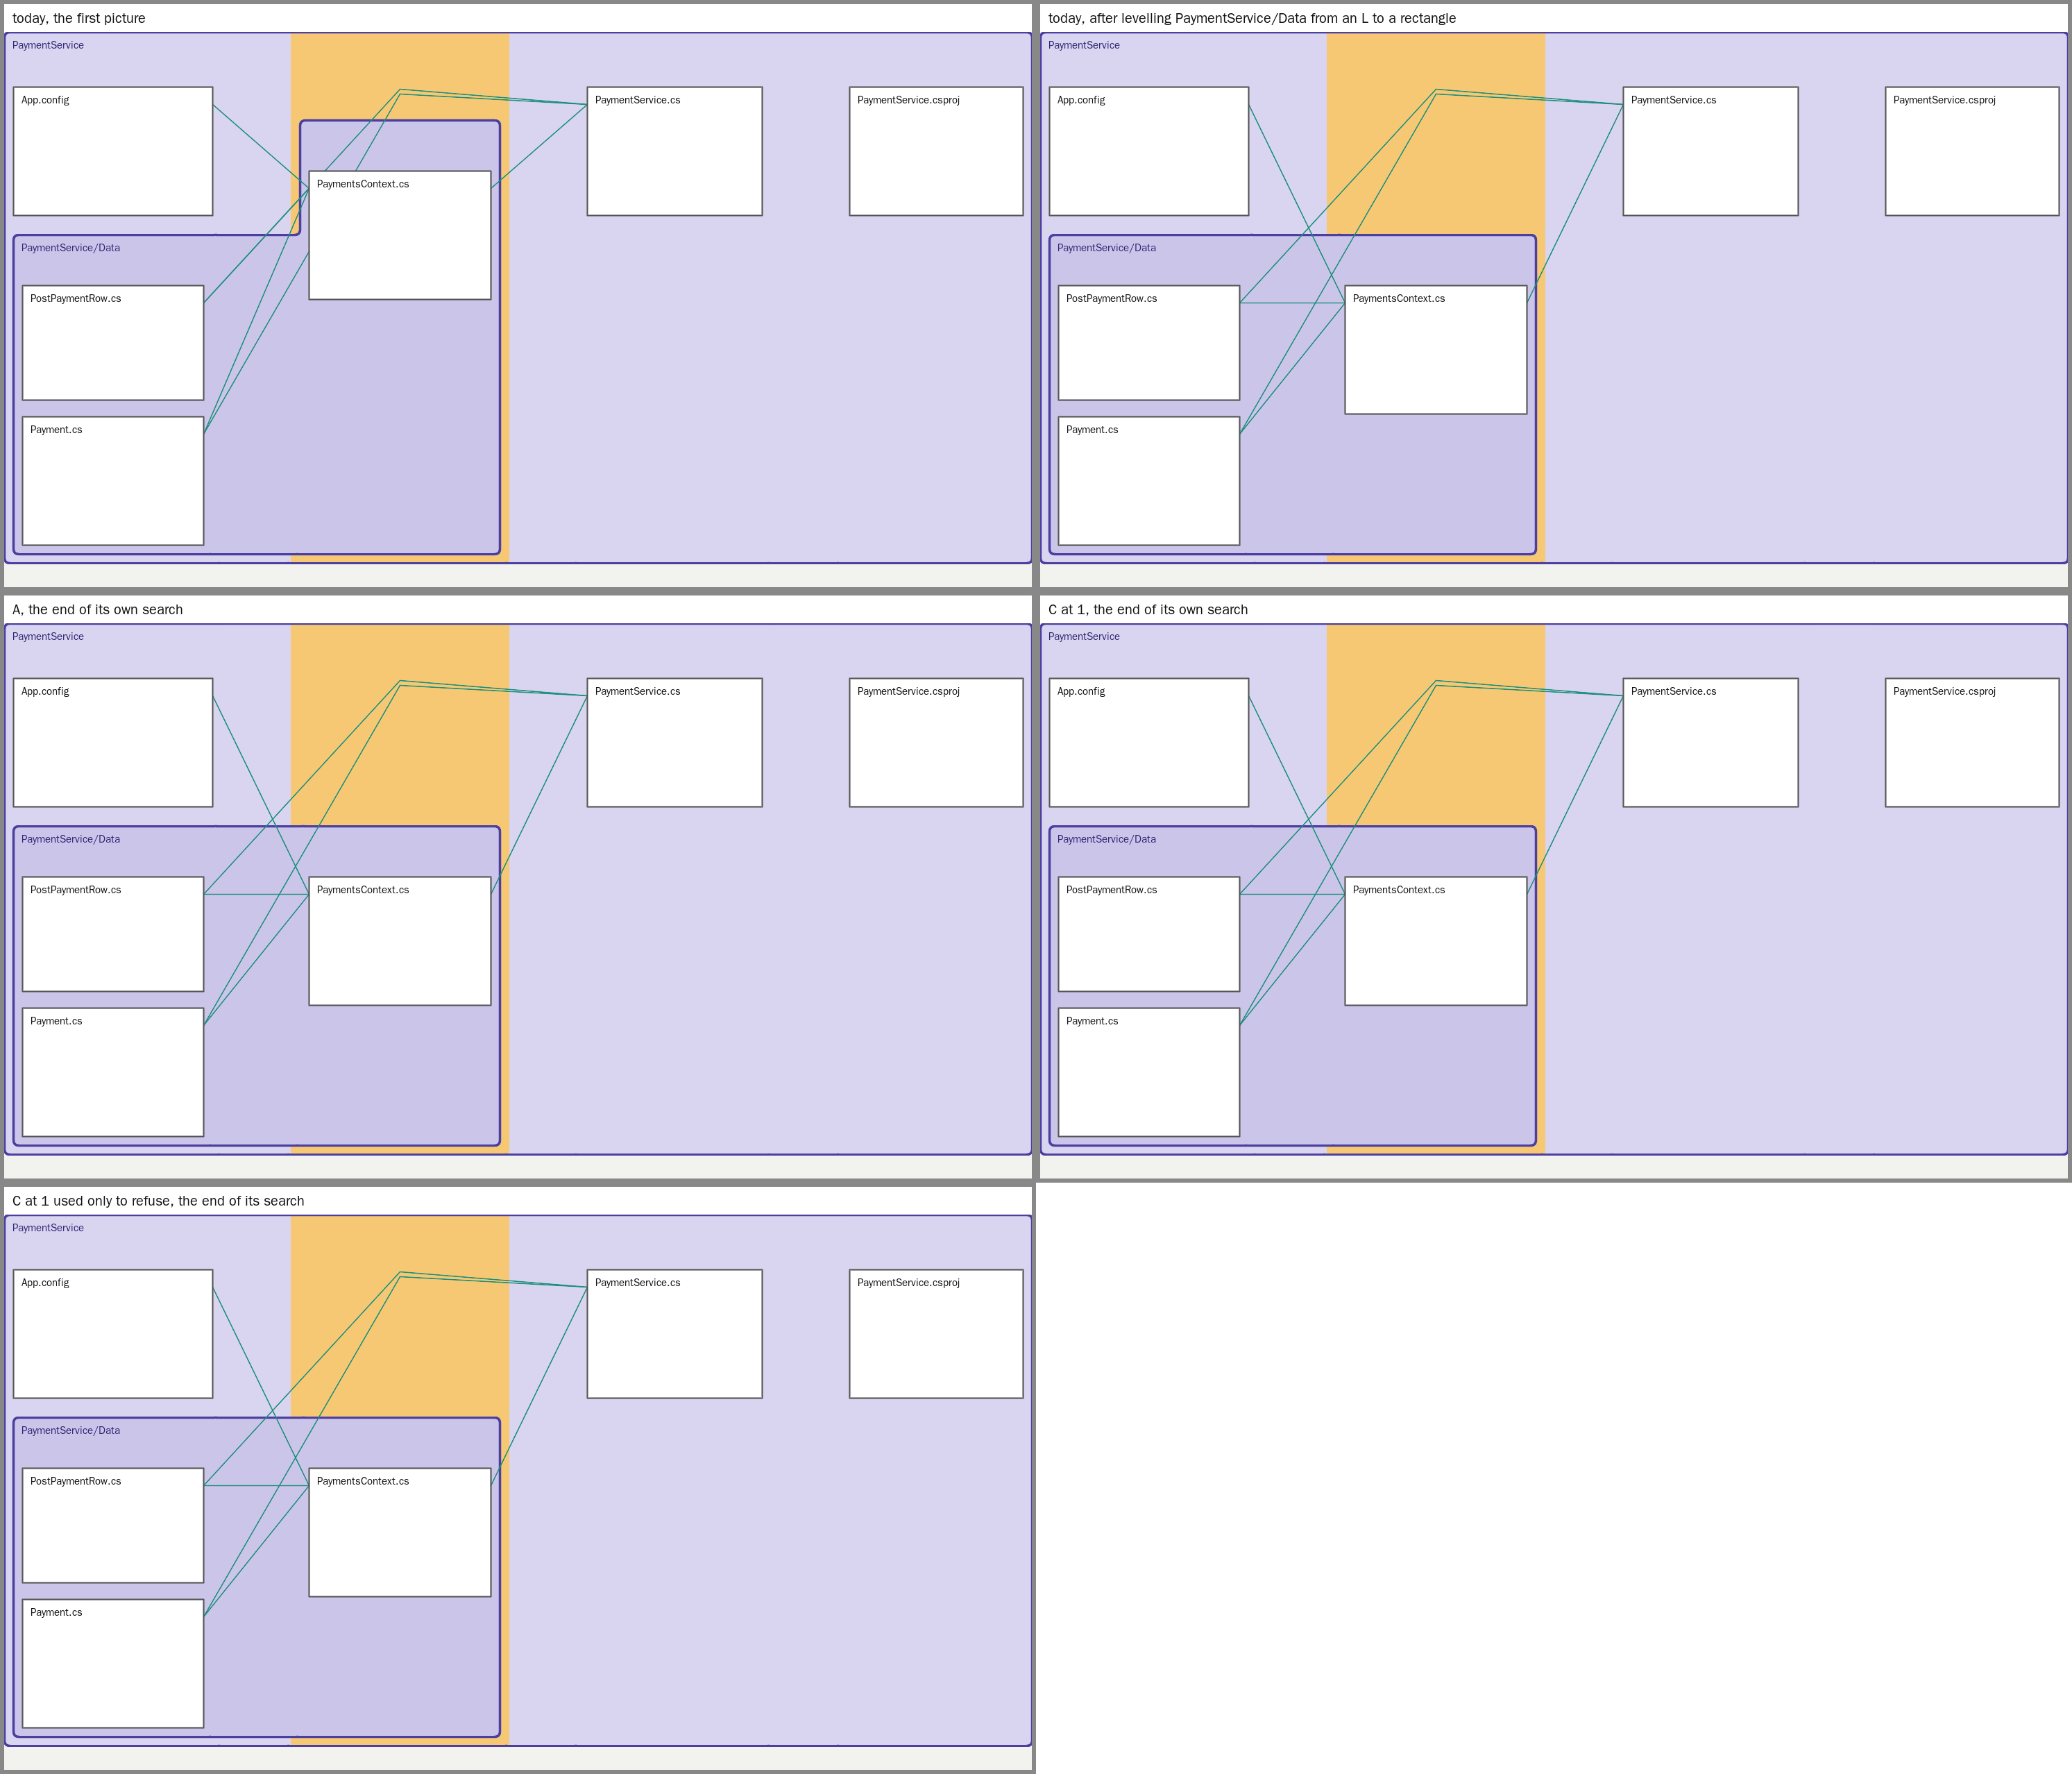 today, the first picture
PaymentService
App.config
PaymentService.cs
PaymentService.csproj
PaymentsContext.cs
PaymentService/Data
PostPaymentRow.cs
Payment.cs
today, after levelling PaymentService/Data from an L to a rectangle
PaymentService
App.config
PaymentService.cs
PaymentService.csproj
PaymentService/Data
PostPaymentRow.cs
PaymentsContext.cs
Payment.cs
A, the end of its own search
PaymentService
App.config
PaymentService.cs
PaymentService.csproj
PaymentService/Data
PostPaymentRow.cs
PaymentsContext.cs
Payment.cs
C at 1, the end of its own search
PaymentService
App.config
PaymentService.cs
PaymentService.csproj
PaymentService/Data
PostPaymentRow.cs
PaymentsContext.cs
Payment.cs
C at 1 used only to refuse, the end of its search
PaymentService
App.config
PaymentService.cs
PaymentService.csproj
PaymentService/Data
PostPaymentRow.cs
PaymentsContext.cs
Payment.cs